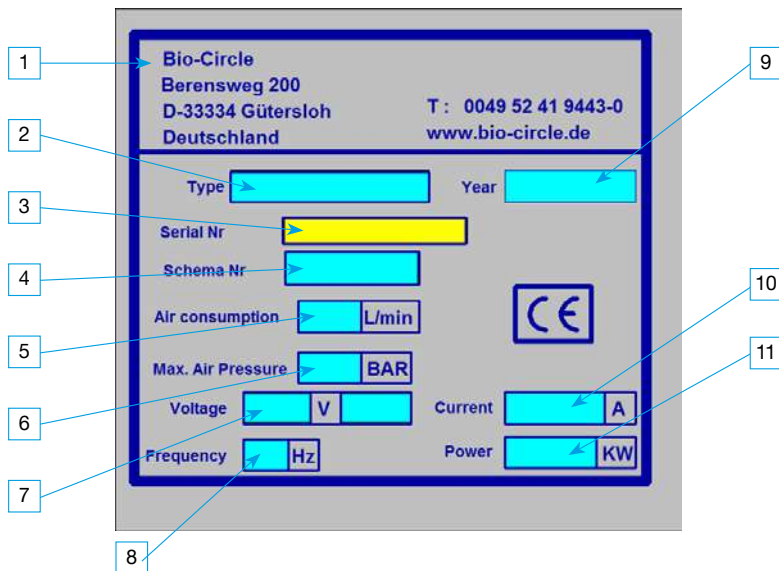 1
Bio-Circle
Berensweg 200
D-33334 Gütersloh
Deutschland
T : 0049 52 41 9443-0
www.bio-circle.de
9
2
Type
Year
3
Serial Nr
4
Schema Nr
CE
10
5
Air consumption L/min
11
6
Max. Air Pressure BAR
7
Voltage V
Current A
8
Frequency Hz
Power KW